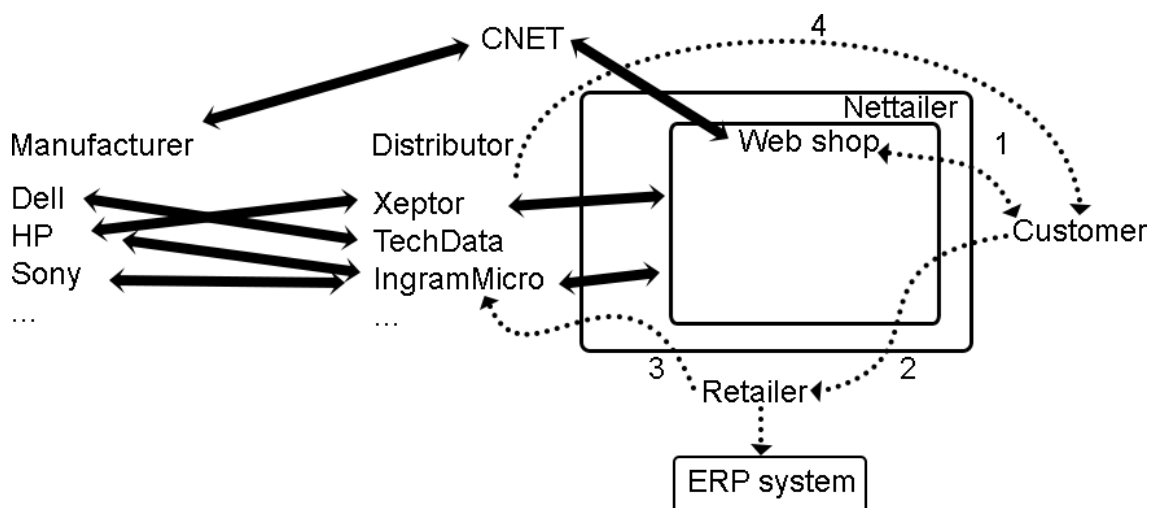 CNET
4
Nettailer
Manufacturer
Distributor
Web shop
1
Dell
HP
Sony
...
Xeptor
TechData
IngramMicro
...
Customer
3
2
Retailer
ERP system